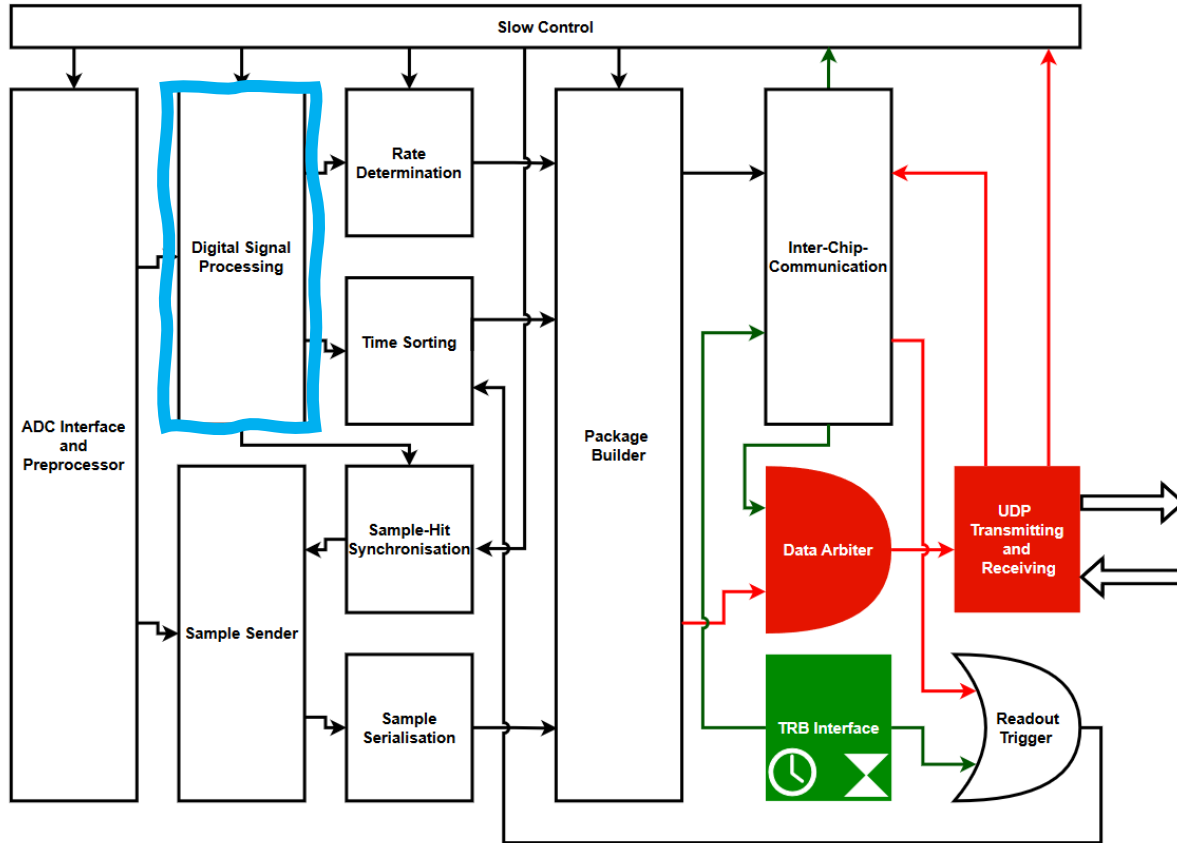 Slow Control
Rate
Determination
Digital Signal
Processing
Inter-Chip-
Communication
Time Sorting
ADC Interface
and
Preprocessor
Package
Builder
Sample-Hit
Synchronisation
Data Arbiter
UDP
Transmitting
and
Receiving
Sample Sender
Sample
Serialisation
TRB Interface
Readout
Trigger